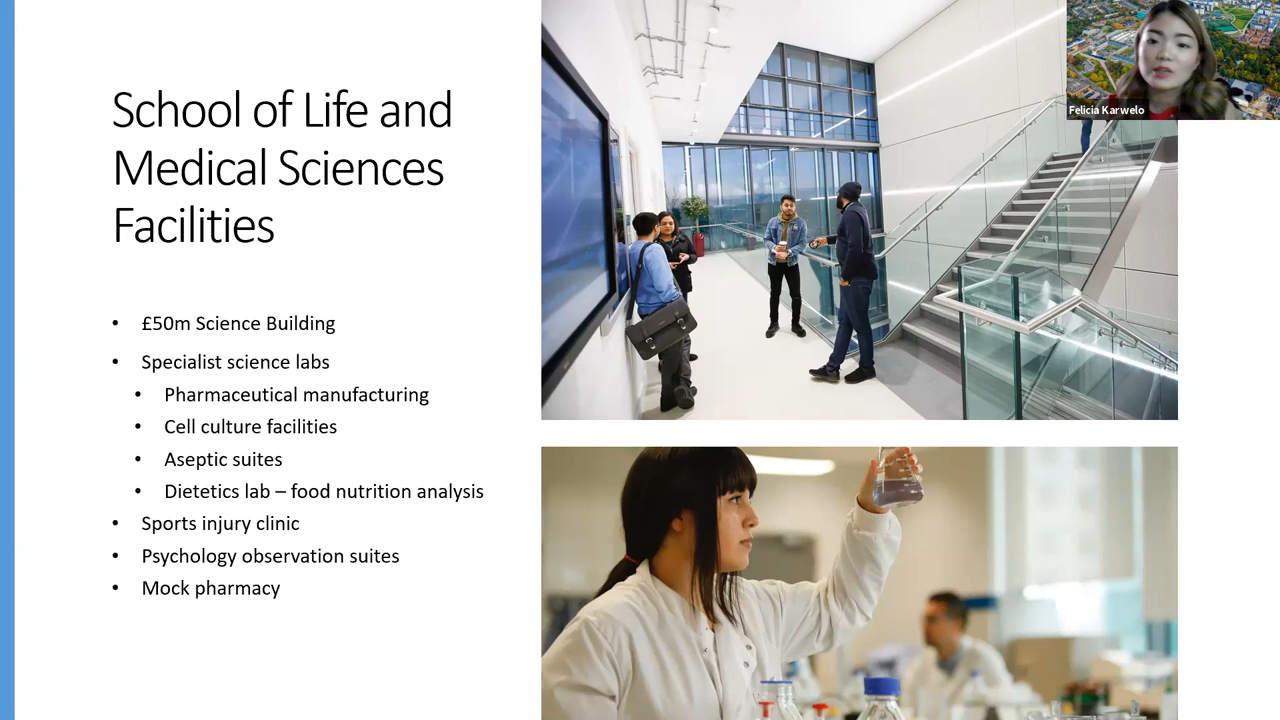 School of Life and
Medical Sciences
Facilities
• £50m Science Building
• Specialist science labs
• Pharmaceutical manufacturing
• Cell culture facilities
• Aseptic suites
• Dietetics lab – food nutrition analysis
• Sports injury clinic
• Psychology observation suites
• Mock pharmacy
Felicia Karwelo